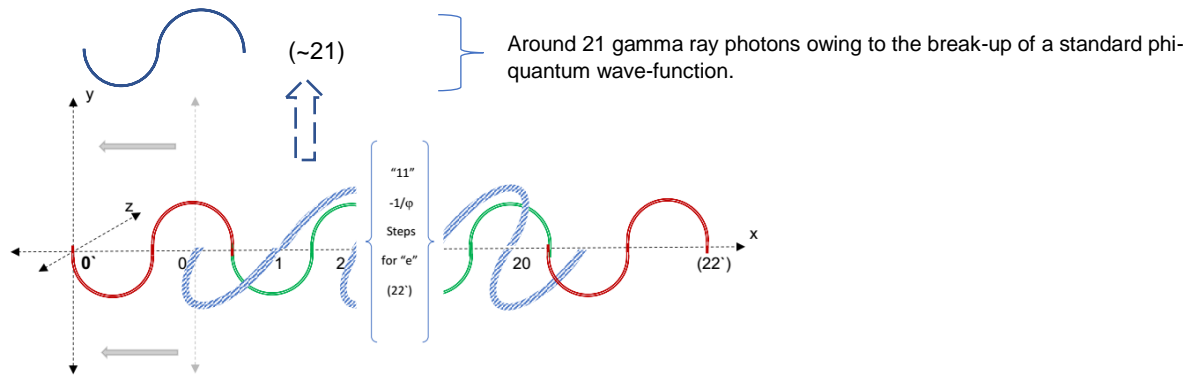 (~21)
Around 21 gamma ray photons owing to the break-up of a standard phi-
quantum wave-function.
y
z
"11"
-1/φ
Steps
for "e"
(22`)
x
0`
0
1
2
20
(22`)